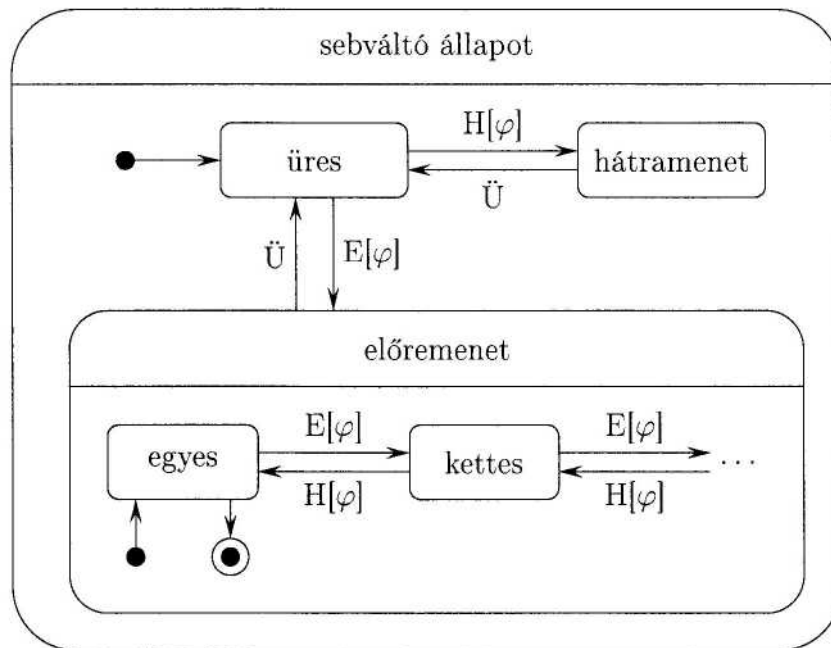 sebváltó állapot
H[φ]
üres
hátramenet
Ü
Ü
E[φ]
előremenet
E[φ]
E[φ]
egyes
kettes
...
H[φ]
H[φ]